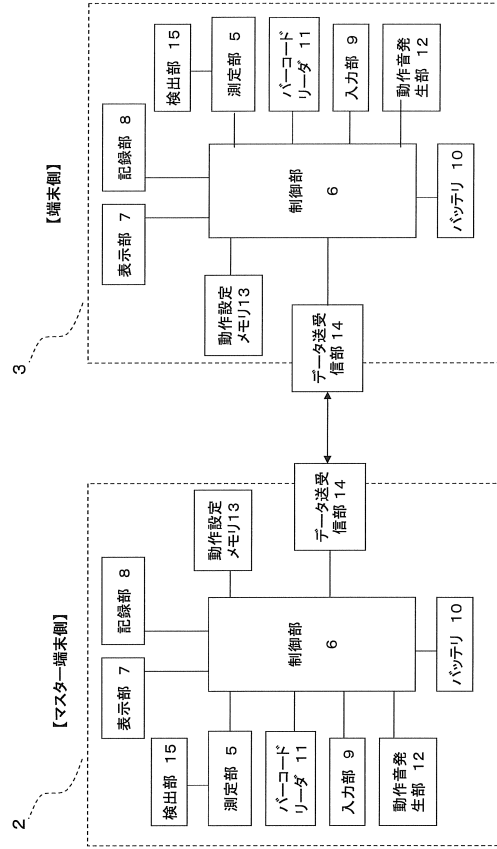 2
【マスター端末側】
表示部 7
記録部 8
検出部 15
測定部 5
バーコード
リーダ 11
入力部 9
動作音発
生部 12
制御部
6
動作設定
メモリ13
データ送受
信部 14
バッテリ 10
3
【端末側】
表示部 7
記録部 8
動作設定
メモリ13
データ送受
信部 14
制御部
6
検出部 15
測定部 5
バーコード
リーダ 11
入力部 9
動作音発
生部 12
バッテリ 10